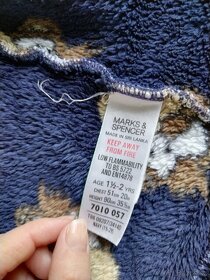 MARKS &
SPENCER
MADE IN SRI LANKA
KEEP AWAY
FROM FIRE
LOW FLAMMABILITY
TO BS 5722
AND EN14878
AGE 1½-2 YRS
CHEST 51cm 20in
HEIGHT 90cm 35½in
7010 057
NAVY